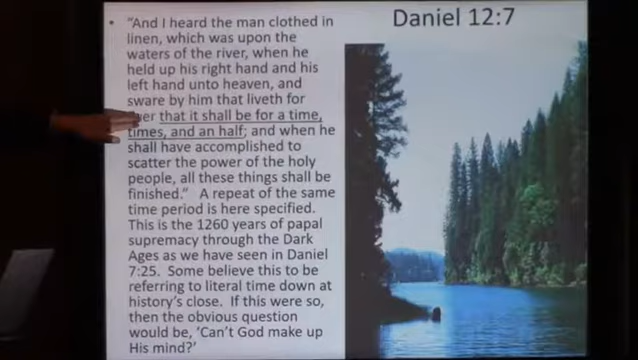 Daniel 12:7
• "And I heard the man clothed in
linen, which was upon the
waters of the river, when he
held up his right hand and his
left hand unto heaven, and
sware by him that liveth for
that it shall be for a time,
times, and an half; and when he
shall have accomplished to
scatter the power of the holy
people, all these things shall be
finished." A repeat of the same
time period is here specified.
This is the 1260 years of papal
supremacy through the Dark
Ages as we have seen in Daniel
7:25. Some believe this to be
referring to literal time down at
history's close. If this were so,
then the obvious question
would be, 'Can't God make up
His mind?'